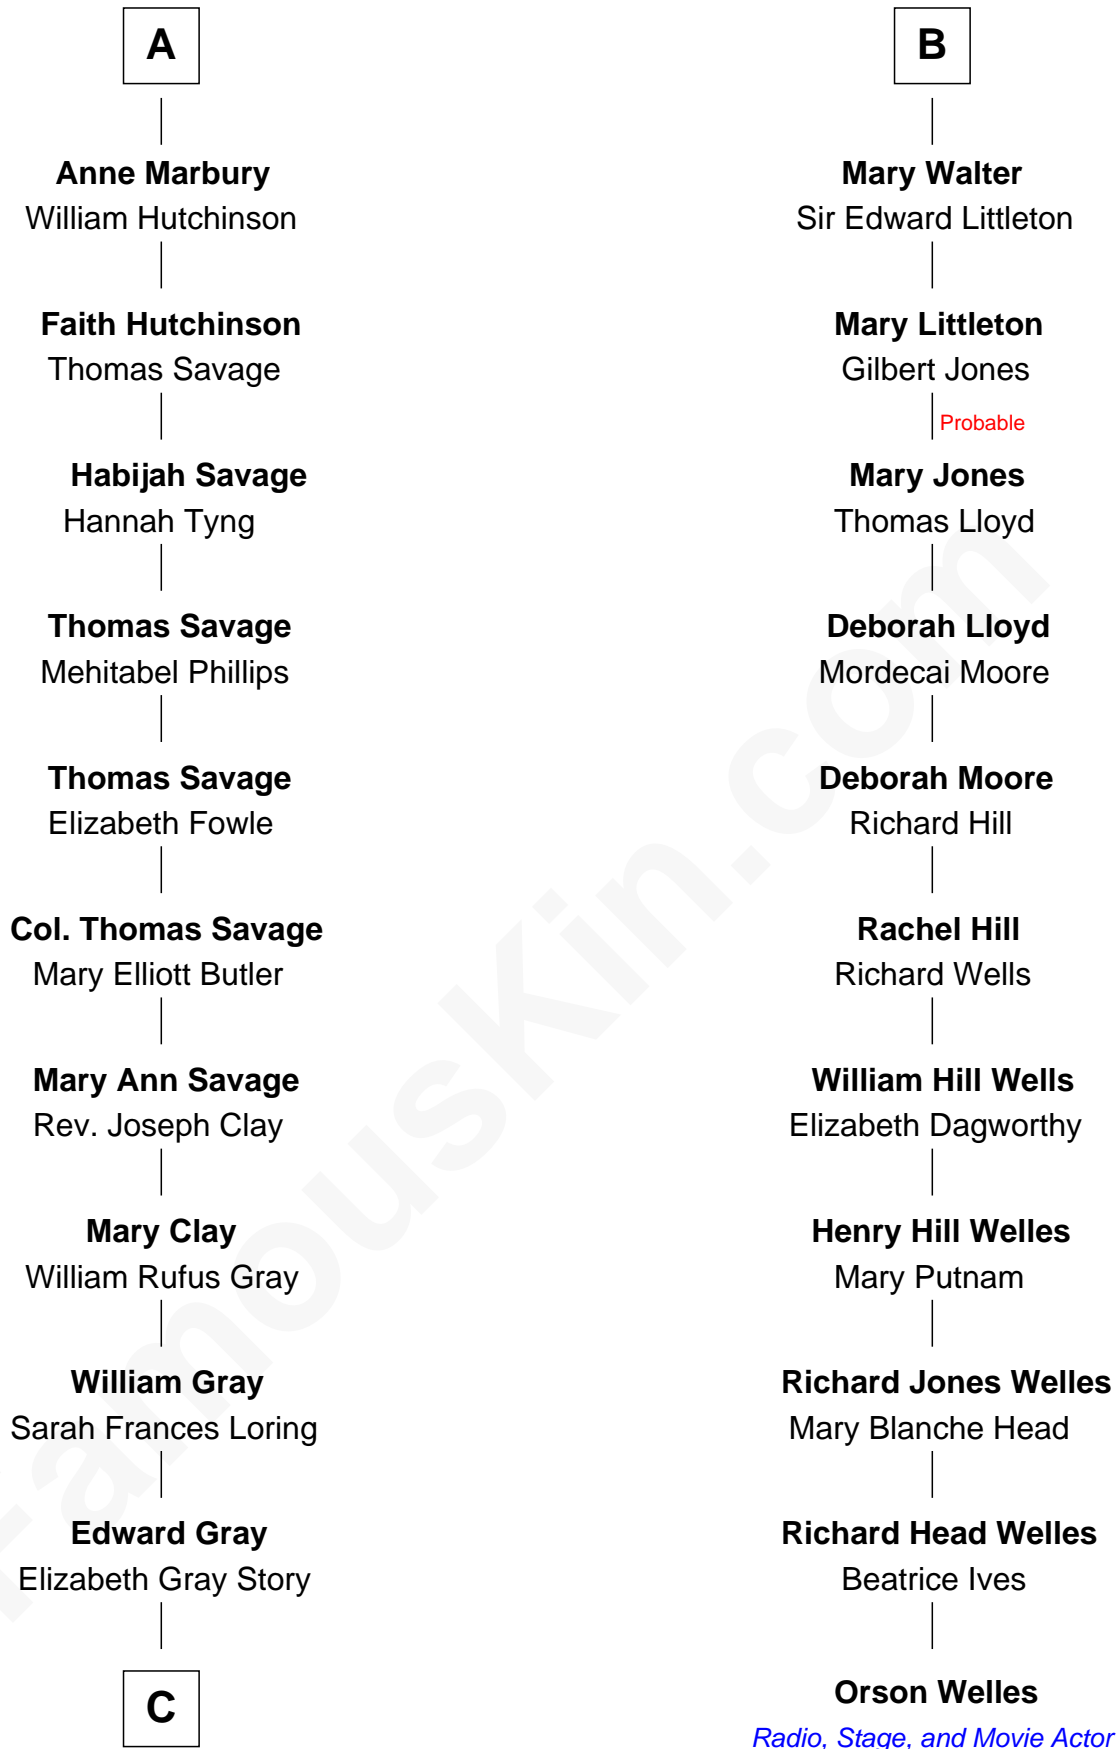 A
Anne Marbury
William Hutchinson
Faith Hutchinson
Thomas Savage
Habijah Savage
Hannah Tyng
Thomas Savage
Mehitabel Phillips
Thomas Savage
Elizabeth Fowle
Col. Thomas Savage
Mary Elliott Butler
Mary Ann Savage
Rev. Joseph Clay
Mary Clay
William Rufus Gray
William Gray
Sarah Frances Loring
Edward Gray
Elizabeth Gray Story
C
B
Mary Walter
Sir Edward Littleton
Mary Littleton
Gilbert Jones
Probable
Mary Jones
Thomas Lloyd
Deborah Lloyd
Mordecai Moore
Deborah Moore
Richard Hill
Rachel Hill
Richard Wells
William Hill Wells
Elizabeth Dagworthy
Henry Hill Welles
Mary Putnam
Richard Jones Welles
Mary Blanche Head
Richard Head Welles
Beatrice Ives
Orson Welles
Radio, Stage, and Movie Actor
FamousKin.com